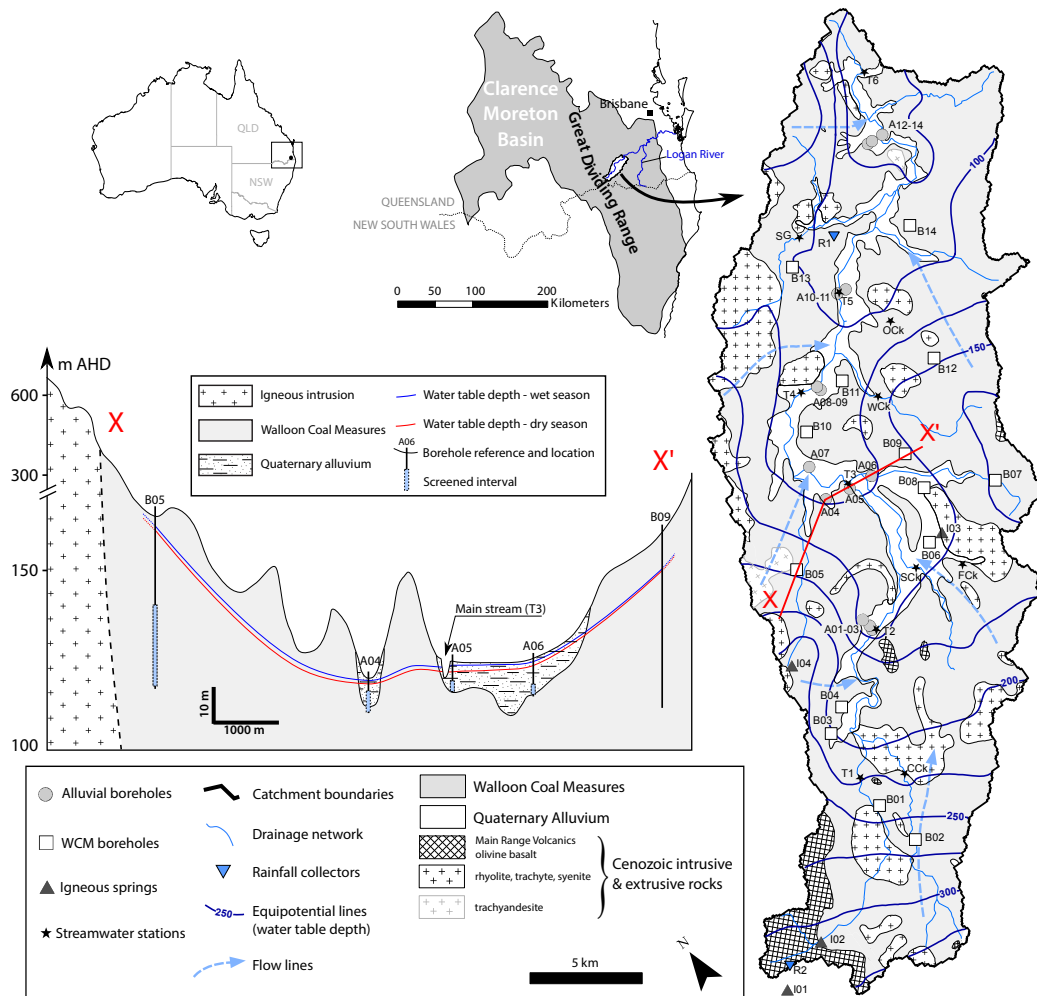 QLD
NSW
Clarence
Moreton
Basin
Brisbane
Great Dividing Range
Logan River
QUEENSLAND
NEW SOUTH WALES
0 50 100 200
Kilometers
m AHD
600
300
150
100
X
X'
B05
B09
A04
A05
A06
Main stream (T3)
10 m
1000 m
Igneous intrusion
Walloon Coal Measures
Quaternary alluvium
Water table depth - wet season
Water table depth - dry season
A06
Borehole reference and location
Screened interval
T6
A12-14
100
SG
R1
B14
B13
A10-11
T5
OCk
150
B12
T4
A08-09
B11
WCk
B10
X'
B09
A07
T3
A06
B08
B07
A04
A05
I03
B06
B05
SCk
FCk
X
A01-03
T2
I04
200
B04
B03
T1
CCk
B01
250
B02
300
I02
R2
I01
Alluvial boreholes
WCM boreholes
Igneous springs
Streamwater stations
Catchment boundaries
Drainage network
Rainfall collectors
250
Equipotential lines
(water table depth)
Flow lines
Walloon Coal Measures
Quaternary Alluvium
Main Range Volcanics
olivine basalt
rhyolite, trachyte, syenite
trachyandesite
Cenozoic intrusive
& extrusive rocks
5 km
N